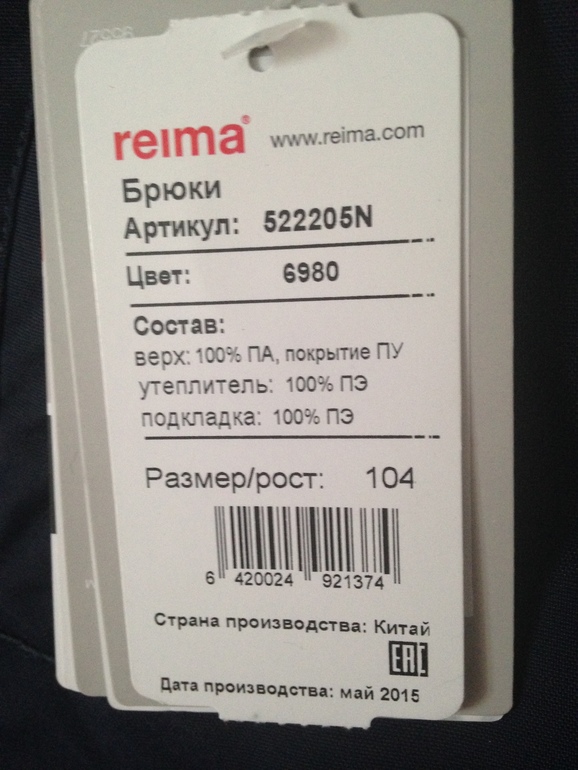 reima® www.reima.com
Брюки
Артикул: 522205N
Цвет: 6980
Состав:
верх: 100% ПА, покрытие ПУ
утеплитель: 100% ПЭ
подкладка: 100% ПЭ
Размер/рост: 104
6 420024 921374
Страна производства: Китай
EAC
Дата производства: май 2015